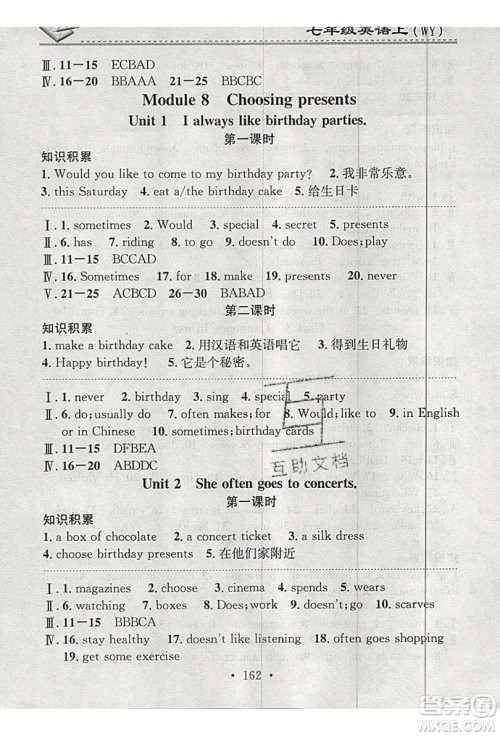 七年级英语上(WY)
Ⅲ. 11－15 ECBAD
Ⅳ. 16－20 BBAAA 21－25 BBCBC
Module 8 Choosing presents
Unit 1 I always like birthday parties.
第一课时
知识积累
1. Would you like to come to my birthday party? 2. 我非常乐意。
3. this Saturday 4. eat a/the birthday cake 5. 给生日卡
Ⅰ. 1. sometimes 2. Would 3. special 4. secret 5. presents
Ⅱ. 6. has 7. riding 8. to go 9. doesn't do 10. Does; play
Ⅲ. 11－15 BCCAD
Ⅳ. 16. Sometimes 17. for 18. make 19. presents 20. never
Ⅴ. 21－25 ACBCD 26－30 BABAD
第二课时
知识积累
1. make a birthday cake 2. 用汉语和英语唱它 3. 得到生日礼物
4. Happy birthday! 5. 它是个秘密。
Ⅰ. 1. never 2. birthday 3. sing 4. special 5. party
Ⅱ. 6. do; usually do 7. often makes for 8. Would; like to 9. in English
or in Chinese 10. sometimes; birthday cards
Ⅲ. 11－15 DFBEA
Ⅳ. 16－20 ABDDC
互助文档
Unit 2 She often goes to concerts.
第一课时
知识积累
1. a box of chocolate 2. a concert ticket 3. a silk dress.
4. choose birthday presents 5. 在他们家附近
Ⅰ. 1. magazines 2. choose 3. cinema 4. expensive 5. wears
Ⅱ. 6. watching 7. boxes 8. Does; work 9. to go 10. scarves
Ⅲ. 11－15 BBBCA
Ⅳ. 16. stay healthy 17. doesn't like listening 18. often goes shopping
19. get some exercise
· 162 ·
答案圈